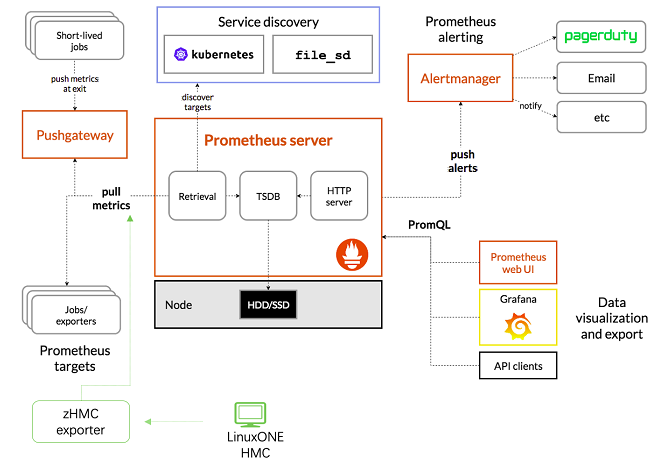 Short-lived
jobs
push metrics
at exit
Pushgateway
Service discovery
kubernetes
file_sd
discover
targets
Prometheus
alerting
Alertmanager
pagerduty
Email
etc
notify
Prometheus server
Retrieval
TSDB
HTTP
server
pull
metrics
push
alerts
PromQL
Node
HDD/SSD
Jobs/
exporters
Prometheus
targets
Prometheus
web UI
Grafana
API clients
Data
visualization
and export
zHMC
exporter
LinuxONE
HMC